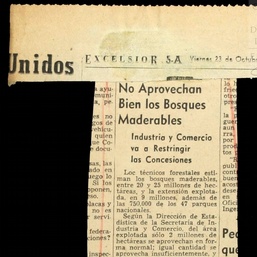 Unidos
EXCELSIOR S-A Viernes 23 de Octub
No Aprovechan
Bien los Bosques
Maderables
Industria y Comercio
va a Restringir
las Concesiones
Los técnicos forestales esti-
man los bosques maderables,
entre 20 y 25 millones de hec-
táreas, y la extensión explota-
da, en 9 millones, además de
las 750,000 de los 47 parques
nacionales.
Según la Dirección de Esta-
dística de la Secretaría de In-
dustria y Comercio, del área
explotada sólo 2 millones de
hectáreas se aprovechan en for-
ma normal; igual cantidad se
aprovecha insuficientemente, y